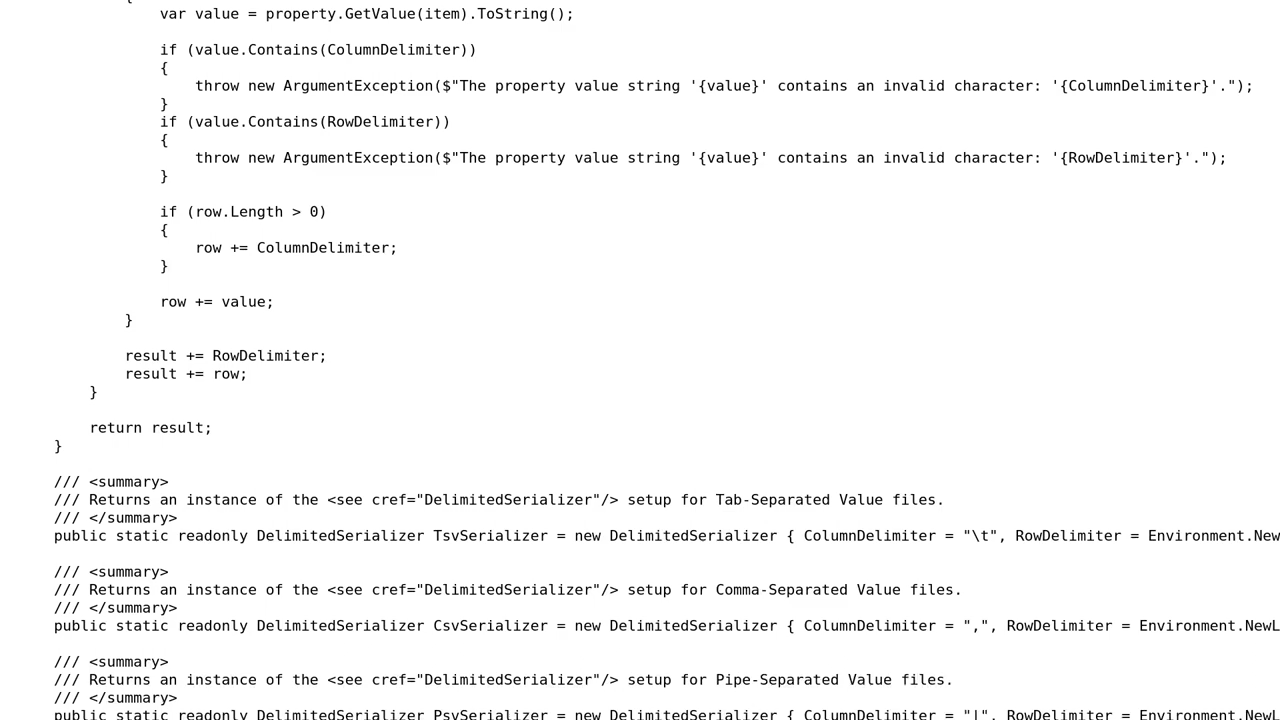 {
var value = property.GetValue(item).ToString();
if (value.Contains(ColumnDelimiter))
{
throw new ArgumentException($"The property value string '{value}' contains an invalid character: '{ColumnDelimiter}'.");
}
if (value.Contains(RowDelimiter))
{
throw new ArgumentException($"The property value string '{value}' contains an invalid character: '{RowDelimiter}'.");
}
if (row.Length > 0)
{
row += ColumnDelimiter;
}
row += value;
}
result += RowDelimiter;
result += row;
}
return result;
}
/// <summary>
/// Returns an instance of the <see cref="DelimitedSerializer"/> setup for Tab-Separated Value files.
/// </summary>
public static readonly DelimitedSerializer TsvSerializer = new DelimitedSerializer { ColumnDelimiter = "\t", RowDelimiter = Environment.New
/// <summary>
/// Returns an instance of the <see cref="DelimitedSerializer"/> setup for Comma-Separated Value files.
/// </summary>
public static readonly DelimitedSerializer CsvSerializer = new DelimitedSerializer { ColumnDelimiter = ",", RowDelimiter = Environment.NewL
/// <summary>
/// Returns an instance of the <see cref="DelimitedSerializer"/> setup for Pipe-Separated Value files.
/// </summary>
public static readonly DelimitedSerializer PsvSerializer = new DelimitedSerializer { ColumnDelimiter = "|", RowDelimiter = Environment.NewL